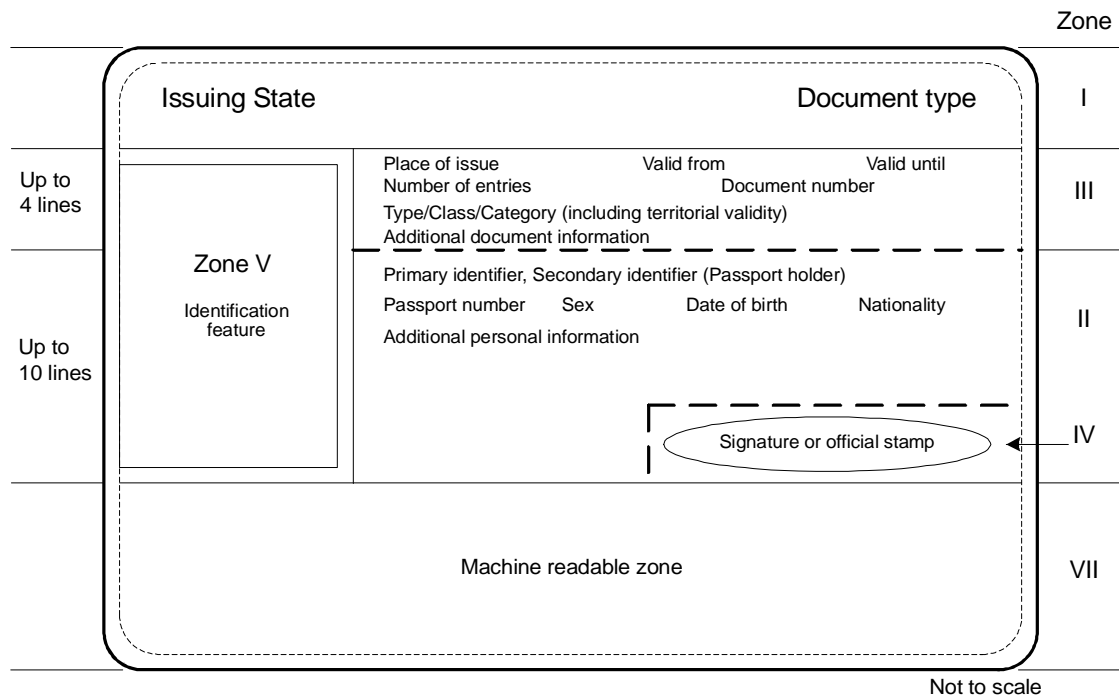 Zone
Issuing State Document type I
Up to
4 lines
Place of issue Valid from Valid until
Number of entries Document number
Type/Class/Category (including territorial validity)
Additional document information
III
Zone V
Identification
feature
Up to
10 lines
Primary identifier, Secondary identifier (Passport holder)
Passport number Sex Date of birth Nationality
Additional personal information
II
Signature or official stamp IV
Machine readable zone VII
Not to scale